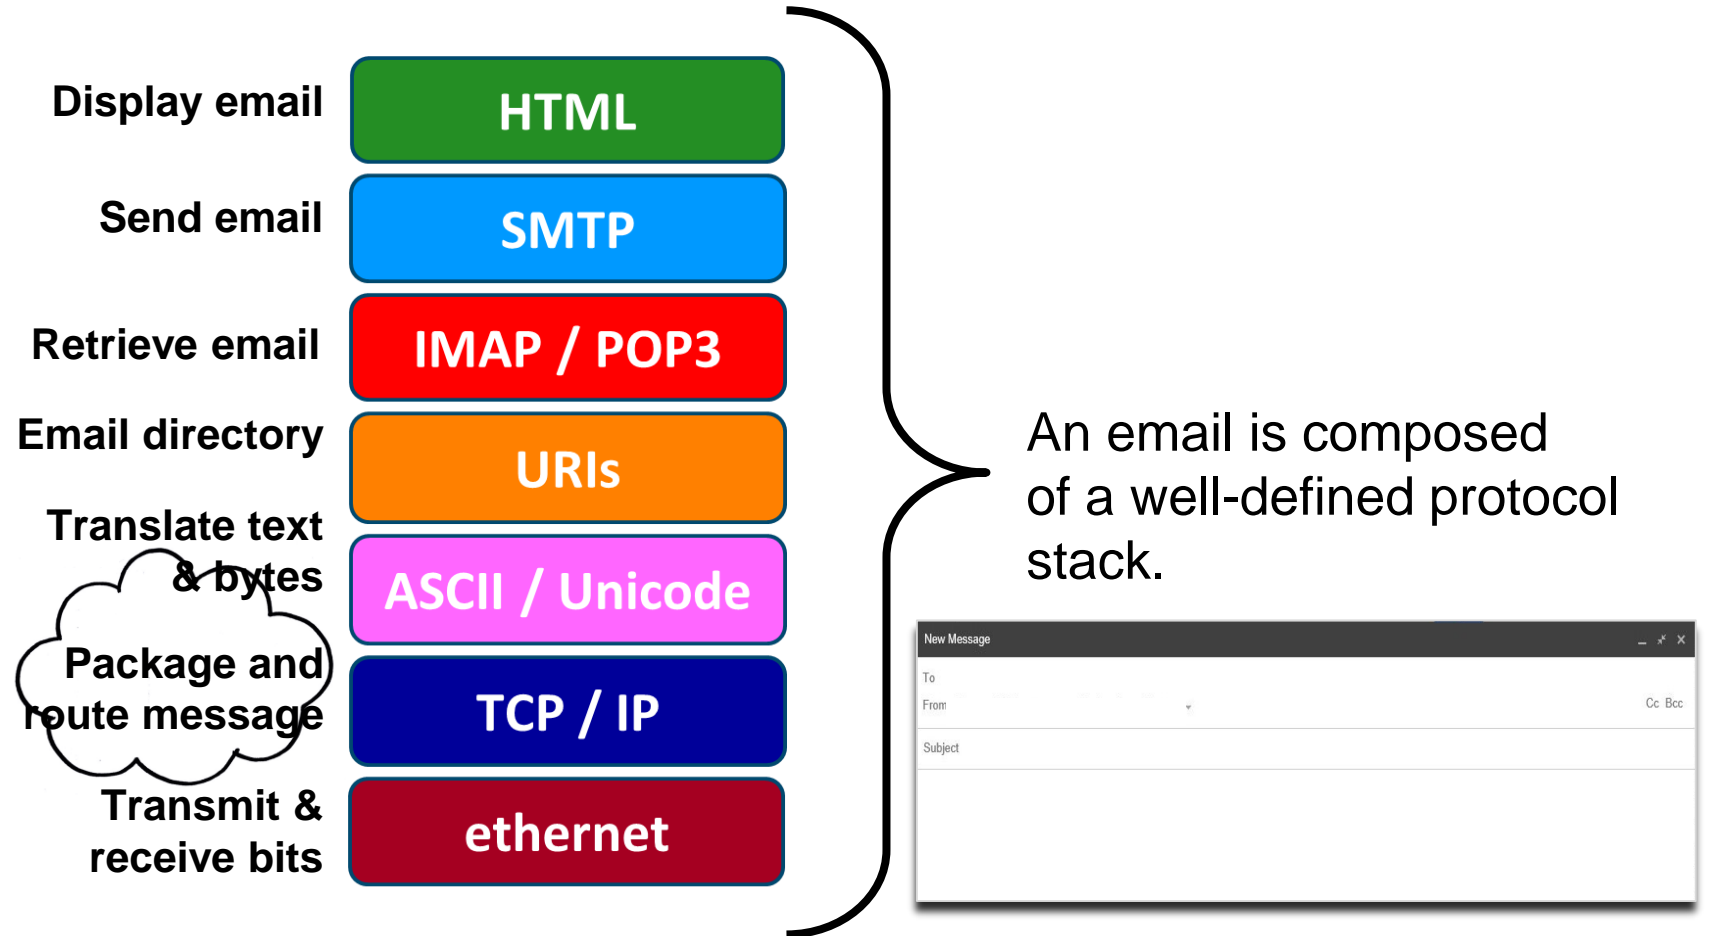 Display email
HTML
Send email
SMTP
Retrieve email
IMAP / POP3
Email directory
URIs
Translate text
& bytes
ASCII / Unicode
Package and
route message
TCP / IP
Transmit &
receive bits
ethernet
An email is composed
of a well-defined protocol
stack.
New Message
To
From
Cc Bcc
Subject